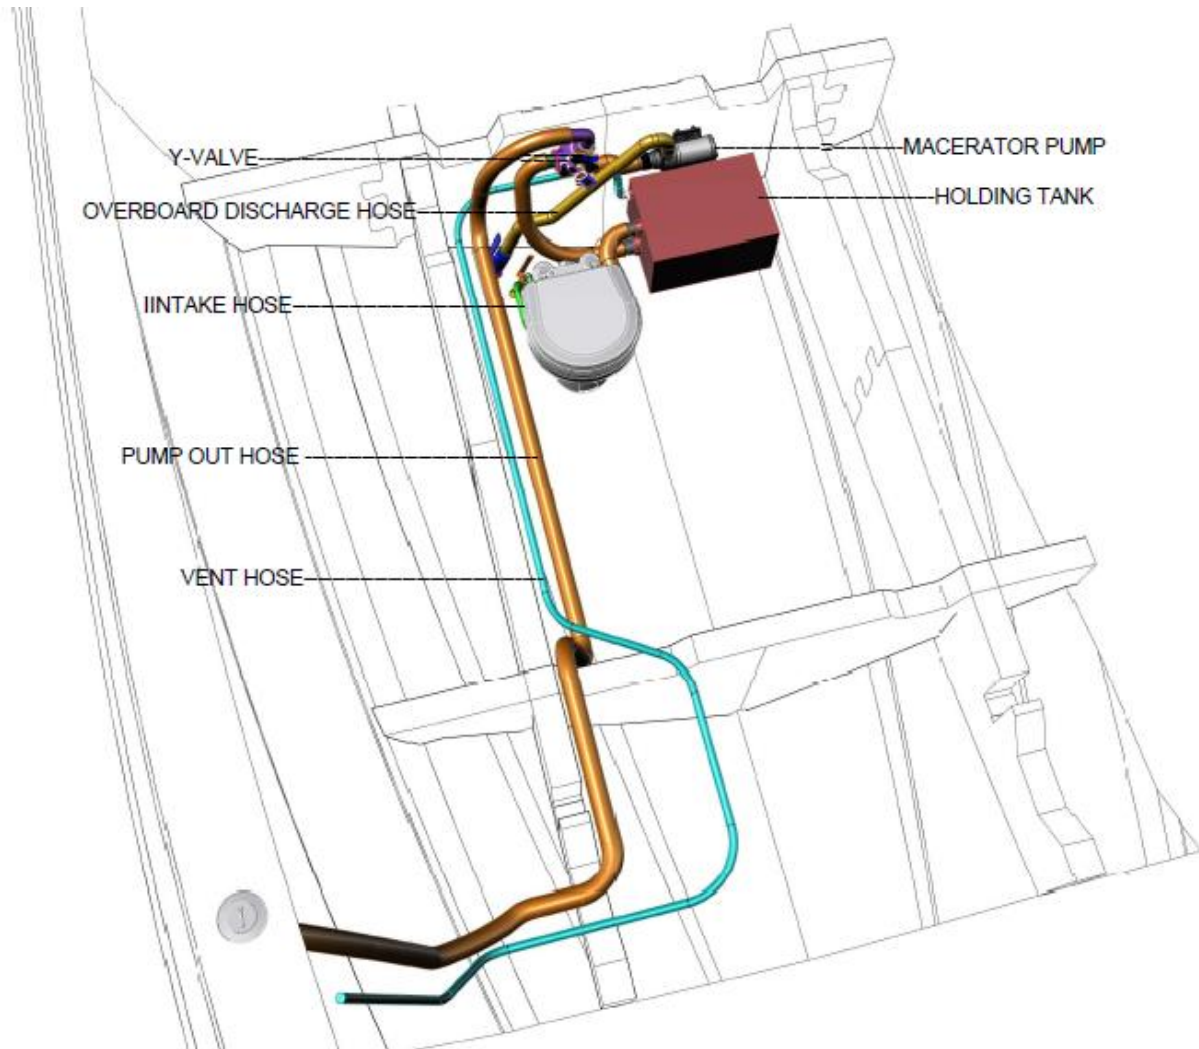 Y-VALVE
MACERATOR PUMP
HOLDING TANK
OVERBOARD DISCHARGE HOSE
IINTAKE HOSE
PUMP OUT HOSE
VENT HOSE